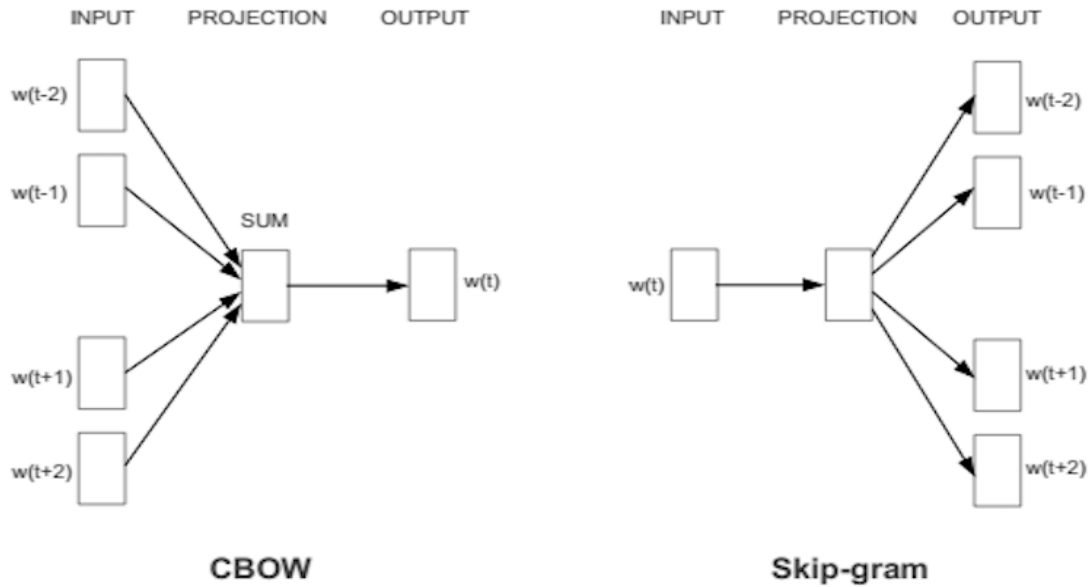 INPUT PROJECTION OUTPUT
w(t-2)
w(t-1)
SUM
w(t)
w(t+1)
w(t+2)
CBOW
INPUT PROJECTION OUTPUT
w(t-2)
w(t-1)
w(t)
w(t+1)
w(t+2)
Skip-gram